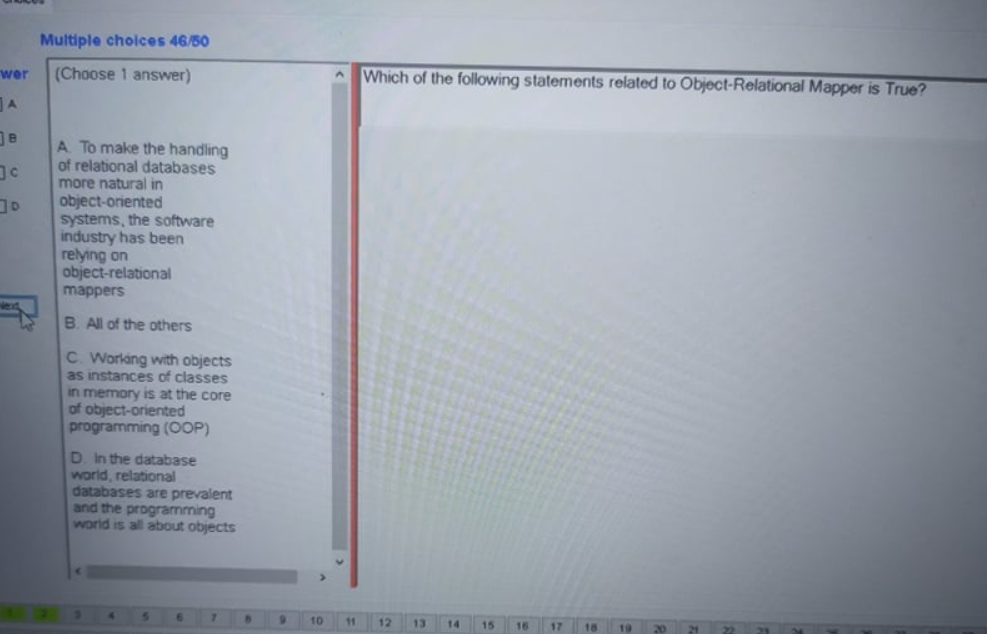 Multiple choices 46/50
wer
(Choose 1 answer)
Which of the following statements related to Object-Relational Mapper is True?
A
B
C
D
A. To make the handling
of relational databases
more natural in
object-oriented
systems, the software
industry has been
relying on
object-relational
mappers
B. All of the others
C. Working with objects
as instances of classes
in memory is at the core
of object-oriented
programming (OOP)
D. In the database
world, relational
databases are prevalent
and the programming
world is all about objects
1 2 3 4 5 6 7 8 9 10 11 12 13 14 15 16 17 18 19 20 21 22 23